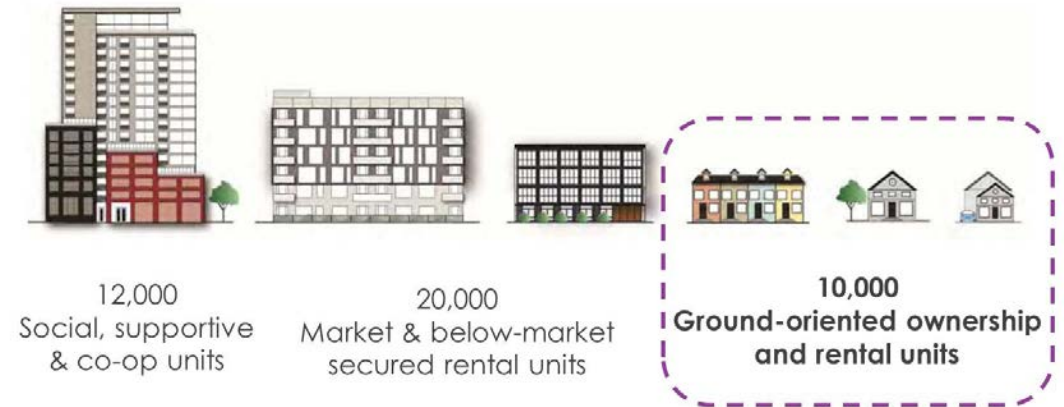 12,000
Social, supportive
& co-op units
20,000
Market & below-market
secured rental units
10,000
Ground-oriented ownership
and rental units